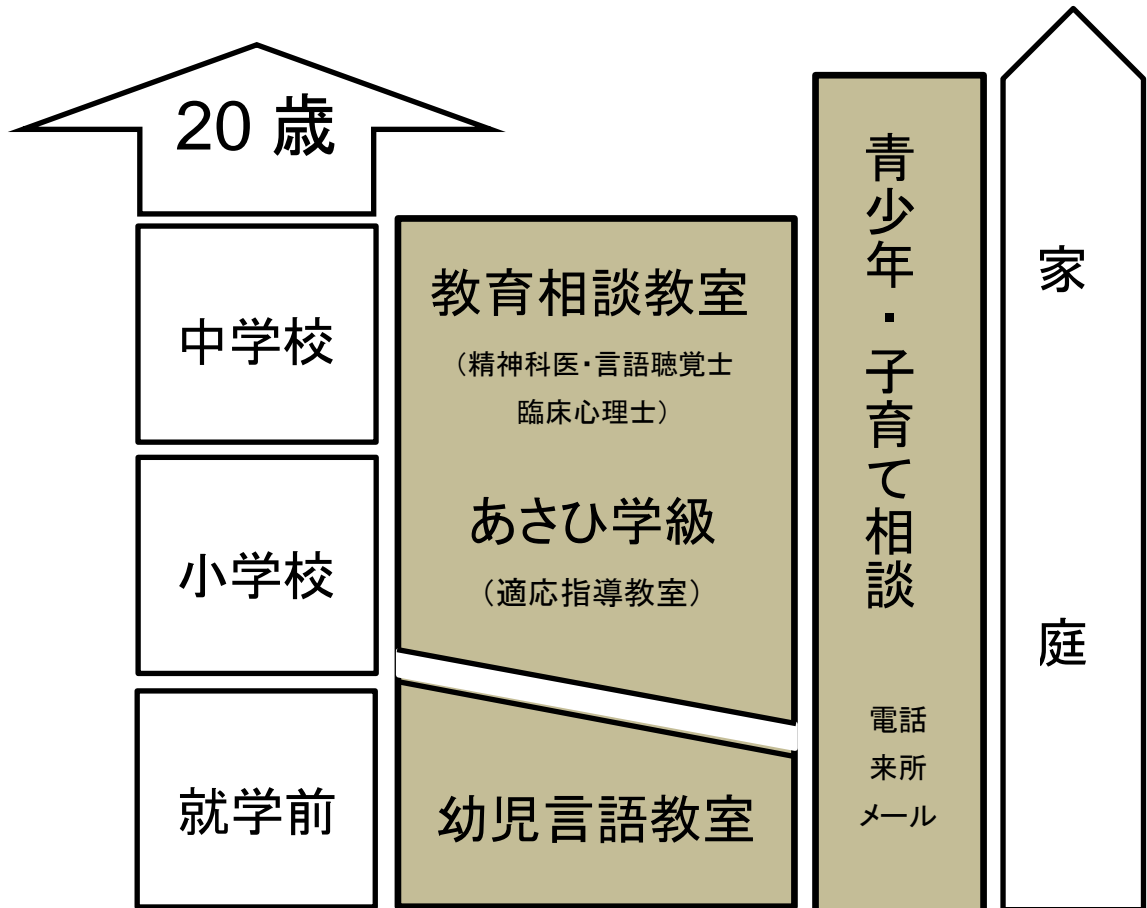 20 歳
中学校
小学校
就学前
教育相談教室
（精神科医・言語聴覚士
臨床心理士）
あさひ学級
（適応指導教室）
幼児言語教室
青少年・子育て相談
電話
来所
メール
家庭